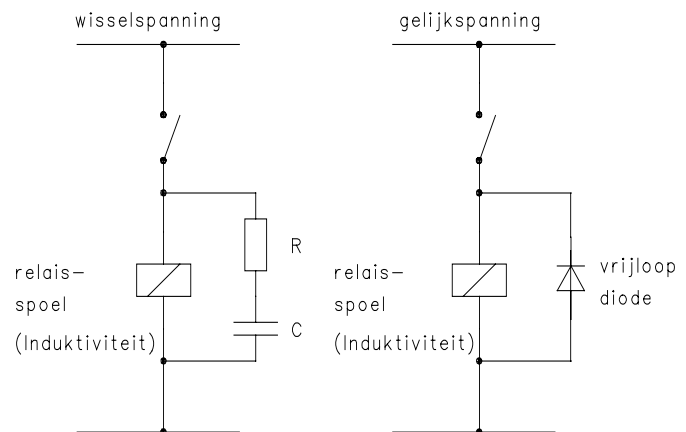 wisselspanning
relais-
spoel
(Induktiviteit)
R
C
gelijkspanning
relais-
spoel
(Induktiviteit)
vrijloop
diode